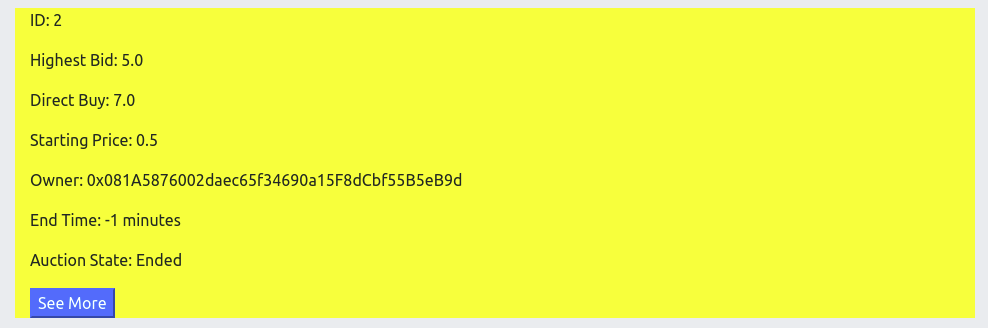 ID: 2
Highest Bid: 5.0
Direct Buy: 7.0
Starting Price: 0.5
Owner: 0x081A5876002daec65f34690a15F8dCbf55B5eB9d
End Time: -1 minutes
Auction State: Ended
See More